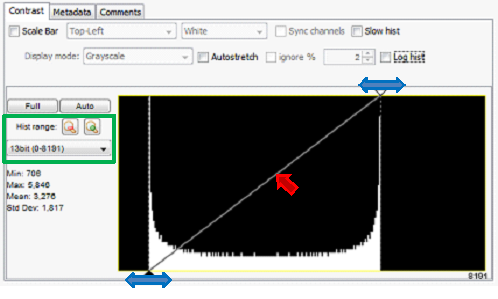 Contrast Metadata Comments
Scale Bar Top-Left White Sync channels Slow hist
Display mode: Grayscale Autostretch ignore % 2 Log hist
Full Auto
Hist range:
13bit (0-8191)
Min: 766
Max: 5,846
Mean: 3,276
Std Dev: 1,817
8191